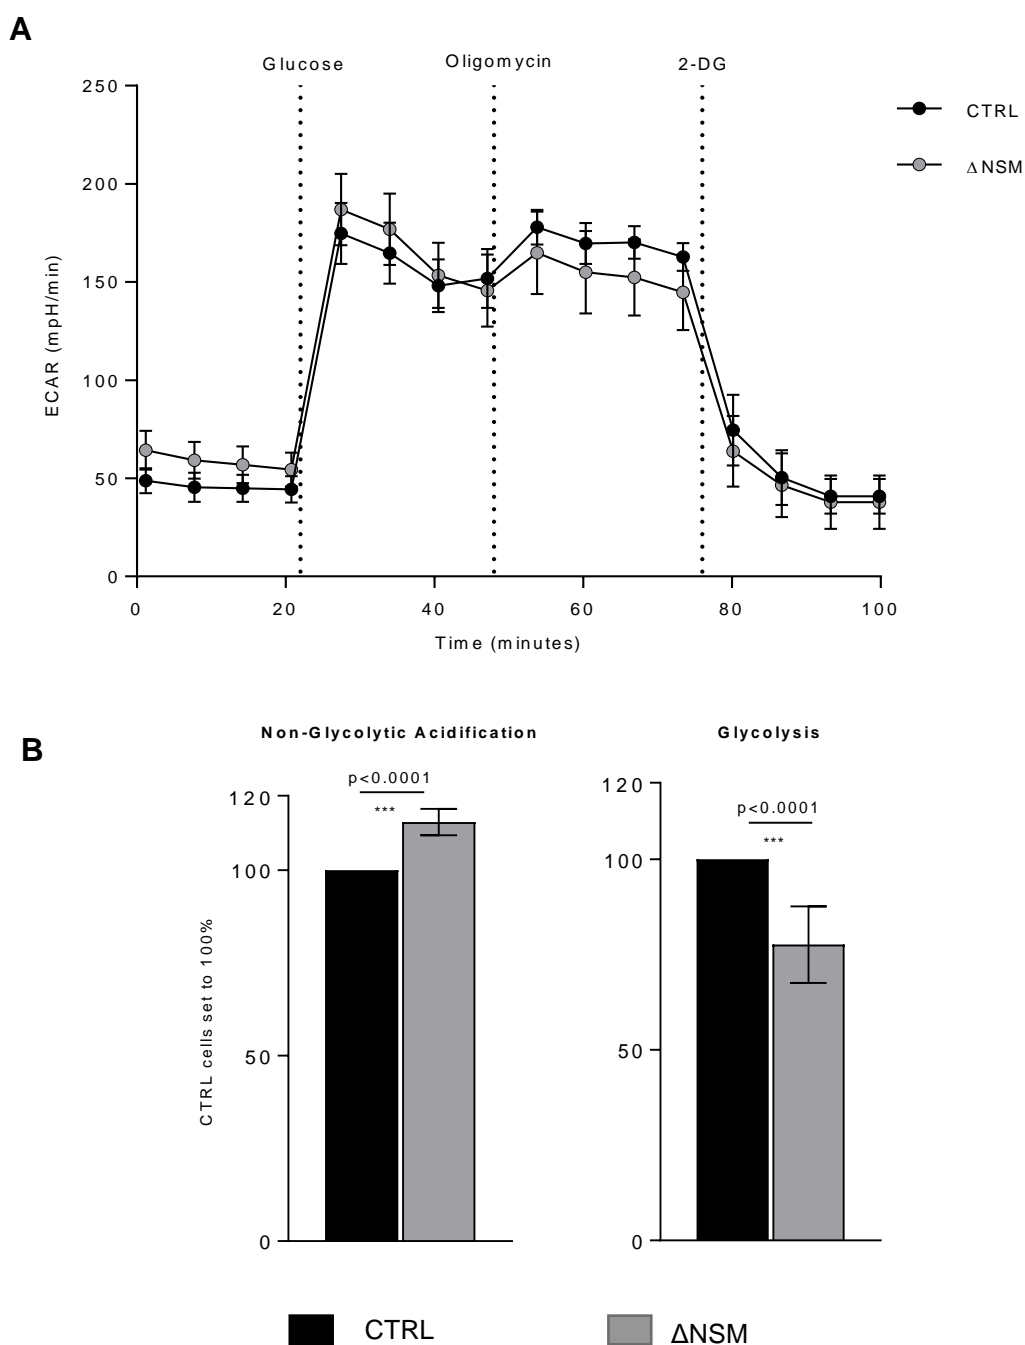 A
Glucose Oligomycin 2-DG
250
200
150
100
50
0
ECAR (mpH/min)
0 20 40 60 80 100
Time (minutes)
CTRL
ΔNSM
B
Non-Glycolytic Acidification
p<0.0001
***
120
100
50
0
CTRL cells set to 100%
Glycolysis
p<0.0001
***
120
100
50
0
CTRL ΔNSM